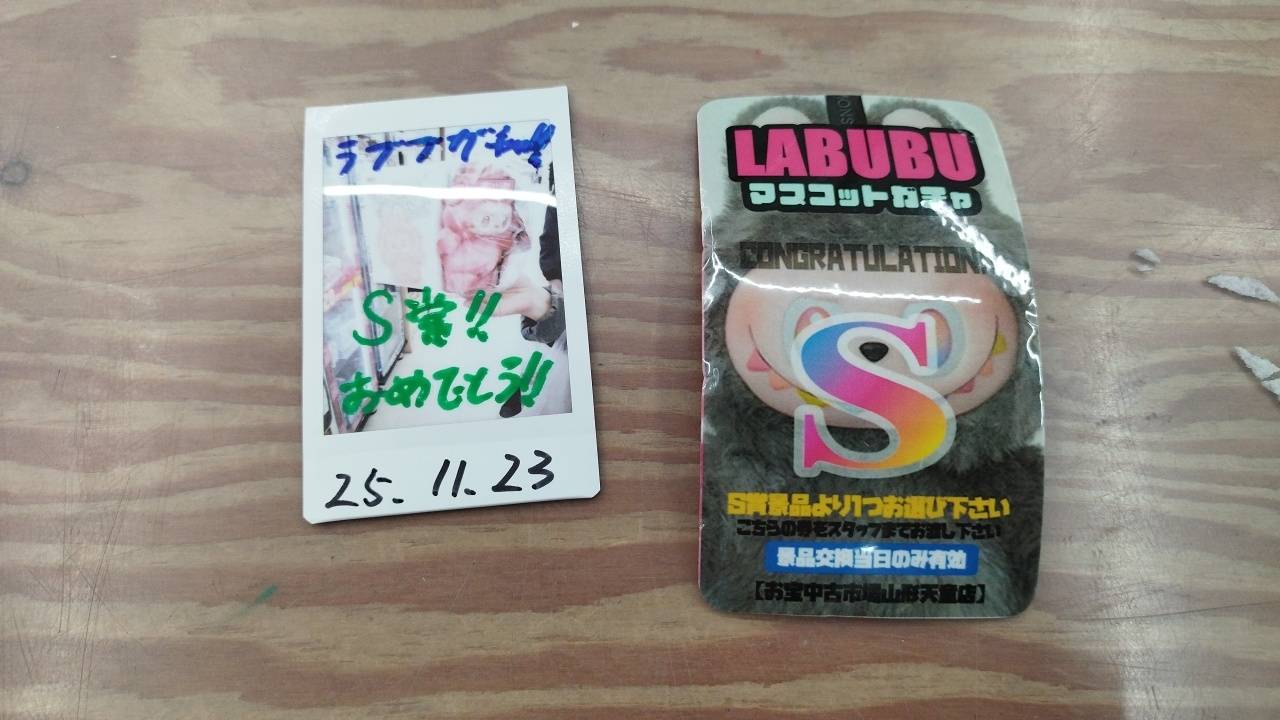 ラブブガチャ!!
S賞!!
おめでとう!!
25.11.23
LABUBU
マスコットガチャ
CONGRATULATION
S
S賞景品より1つお選び下さい
こちらの券をスタッフまでお渡し下さい
景品交換当日のみ有効
【お宝中古市場山形天童店】